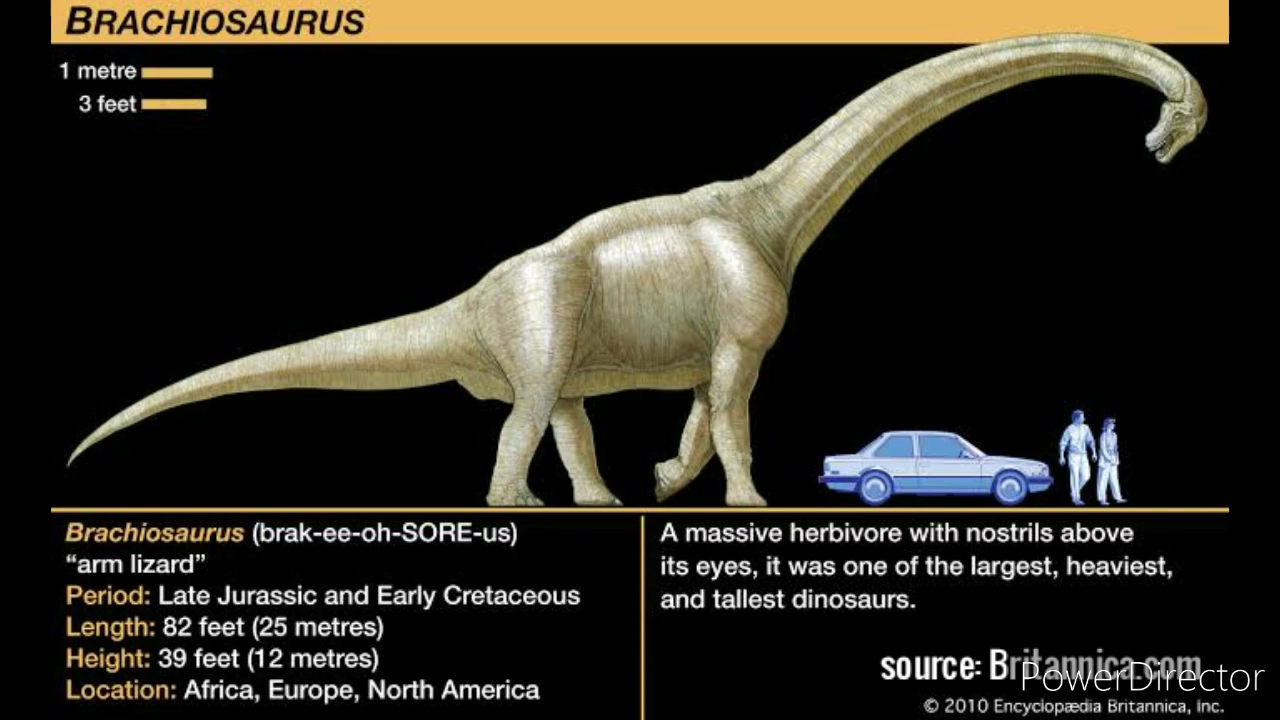 BRACHIOSAURUS
1 metre
3 feet
Brachiosaurus (brak-ee-oh-SORE-us)
“arm lizard”
Period: Late Jurassic and Early Cretaceous
Length: 82 feet (25 metres)
Height: 39 feet (12 metres)
Location: Africa, Europe, North America
A massive herbivore with nostrils above
its eyes, it was one of the largest, heaviest,
and tallest dinosaurs.
source: Britannica.com
PowerDirector
© 2010 Encyclopædia Britannica, Inc.